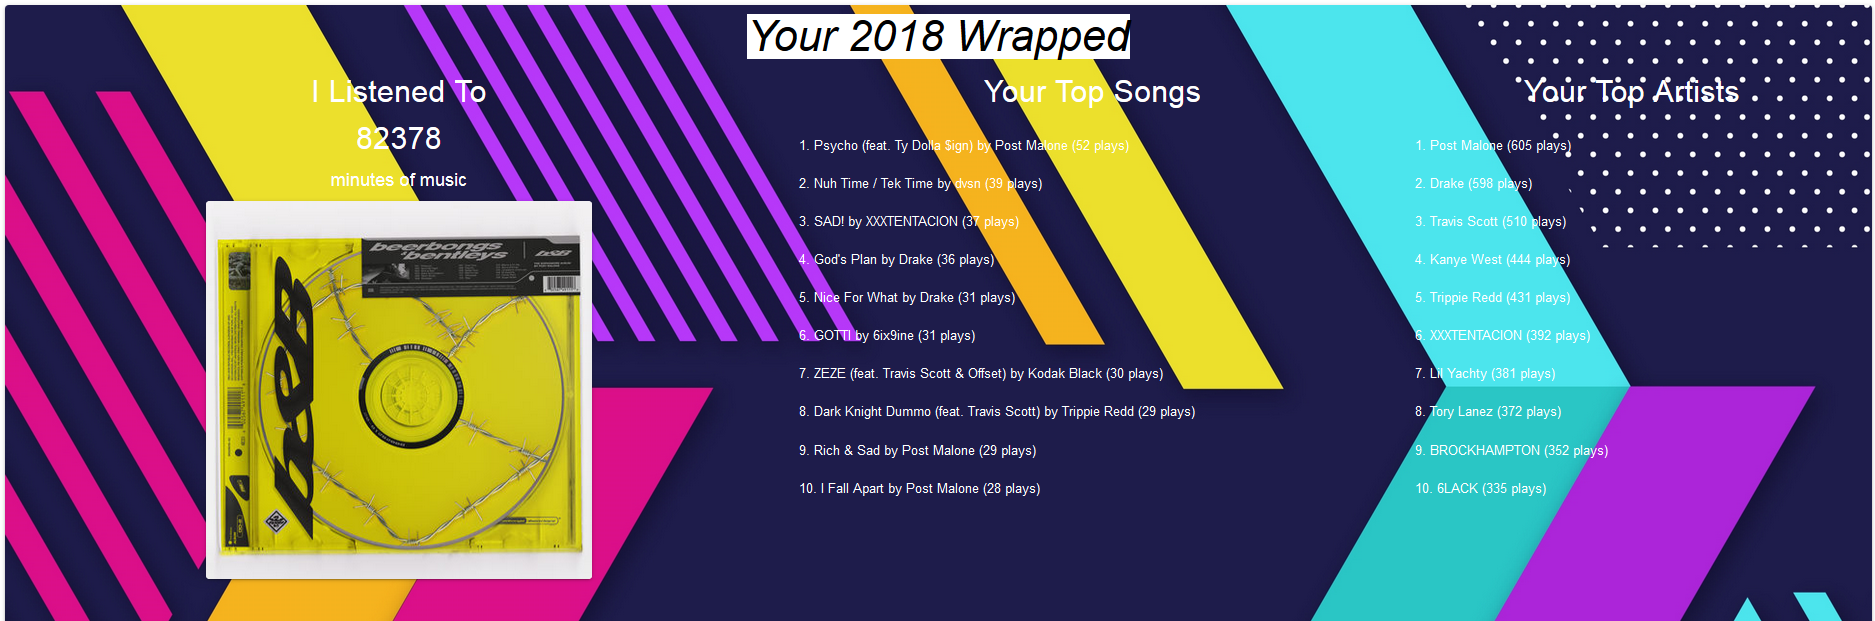 Your 2018 Wrapped
I Listened To
82378
minutes of music
beerbongs
& bentleys
Your Top Songs
1. Psycho (feat. Ty Dolla $ign) by Post Malone (52 plays)
2. Nuh Time / Tek Time by dvsn (39 plays)
3. SAD! by XXXTENTACION (37 plays)
4. God's Plan by Drake (36 plays)
5. Nice For What by Drake (31 plays)
6. GOTTI by 6ix9ine (31 plays)
7. ZEZE (feat. Travis Scott & Offset) by Kodak Black (30 plays)
8. Dark Knight Dummo (feat. Travis Scott) by Trippie Redd (29 plays)
9. Rich & Sad by Post Malone (29 plays)
10. I Fall Apart by Post Malone (28 plays)
Your Top Artists
1. Post Malone (605 plays)
2. Drake (598 plays)
3. Travis Scott (510 plays)
4. Kanye West (444 plays)
5. Trippie Redd (431 plays)
6. XXXTENTACION (392 plays)
7. Lil Yachty (381 plays)
8. Tory Lanez (372 plays)
9. BROCKHAMPTON (352 plays)
10. 6LACK (335 plays)